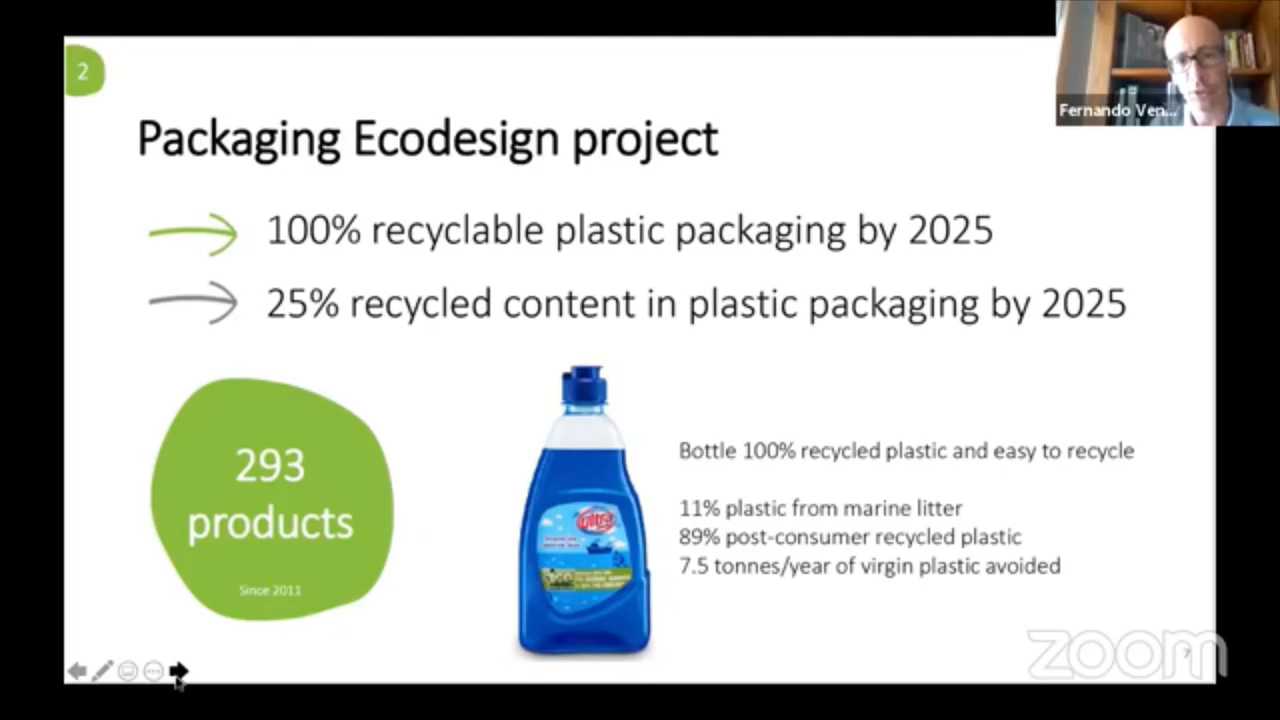 2
Fernando Ven...
Packaging Ecodesign project
100% recyclable plastic packaging by 2025
25% recycled content in plastic packaging by 2025
293
products
Since 2011
ultra
Bottle 100% recycled plastic and easy to recycle
11% plastic from marine litter
89% post-consumer recycled plastic
7.5 tonnes/year of virgin plastic avoided
zoom
7